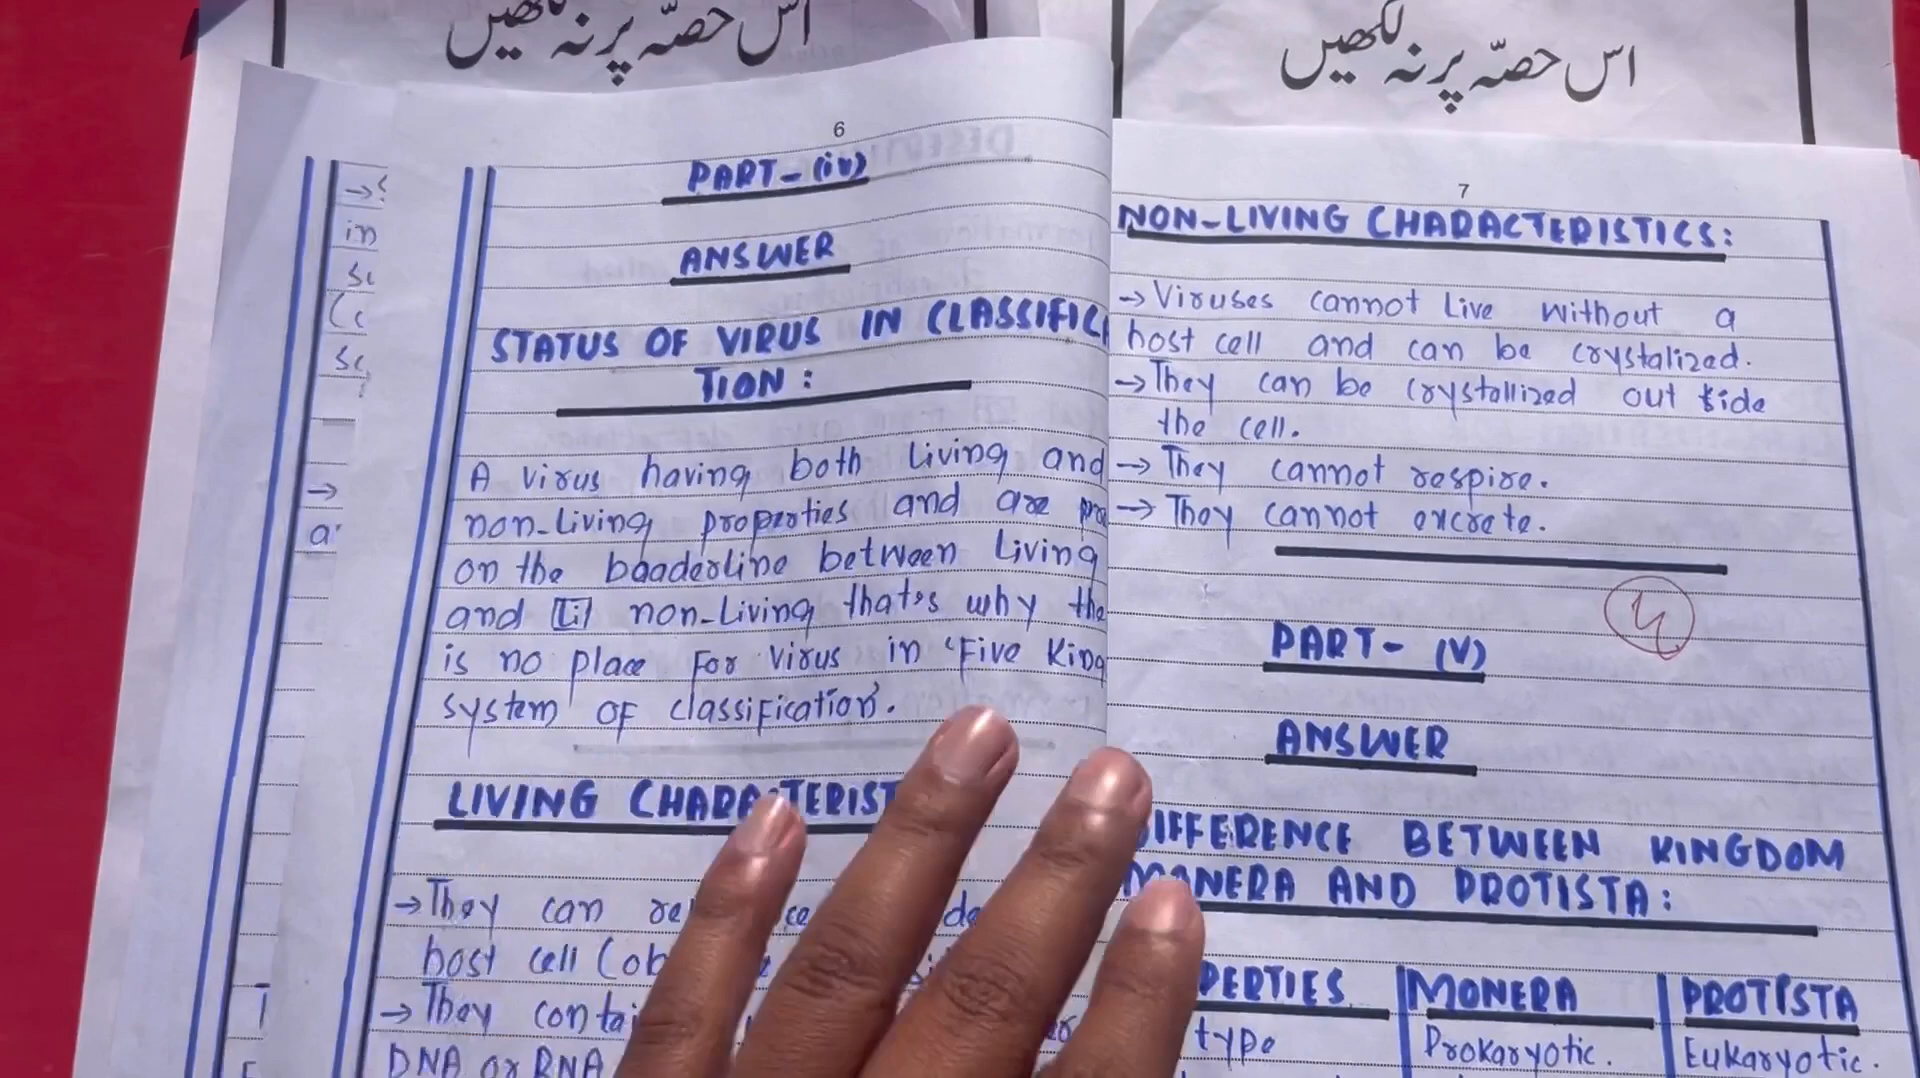 اس حصّہ پر نہ لکھیں
اس حصّہ پر نہ لکھیں
6
PART-(iv)
ANSWER
STATUS OF VIRUS IN CLASSIFIC
TION:
A virus having both living and
non-living properties and are
on the boaderline between living
and non-living that's why the
is no place For virus in 'Five King
system OF classification'.
LIVING CHARACTERIST
→They can
host cell (ob
→They contai
DNA or RNA
7
NON-LIVING CHARACTERISTICS:
→Viruses cannot live without a
host cell and can be crystalized.
→They can be crystallized out side
the cell.
→They cannot respire.
→They cannot excrete.
4
PART- (V)
ANSWER
DIFFERENCE BETWEEN KINGDOM
MONERA AND PROTISTA:
PERTIES MONERA PROTISTA
type Prokaryotic. Eukaryotic.